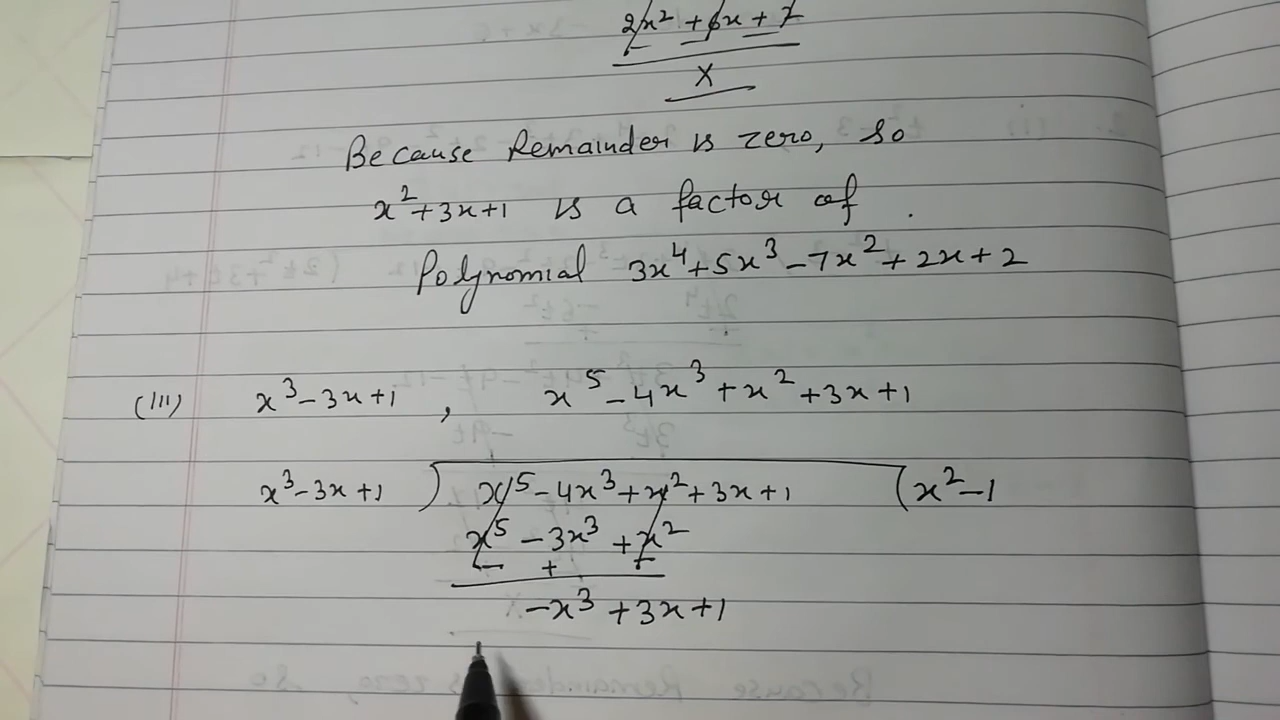 2x² + 6x + 2
x
Because Remainder is zero, so
x² + 3x + 1 is a factor of
Polynomial 3x⁴ + 5x³ - 7x² + 2x + 2
(III) x³ - 3x + 1 , x⁵ - 4x³ + x² + 3x + 1
x³ - 3x + 1 ) x⁵ - 4x³ + x² + 3x + 1 ( x² - 1
x⁵ - 3x³ + x²
- + -
-x³ + 3x + 1